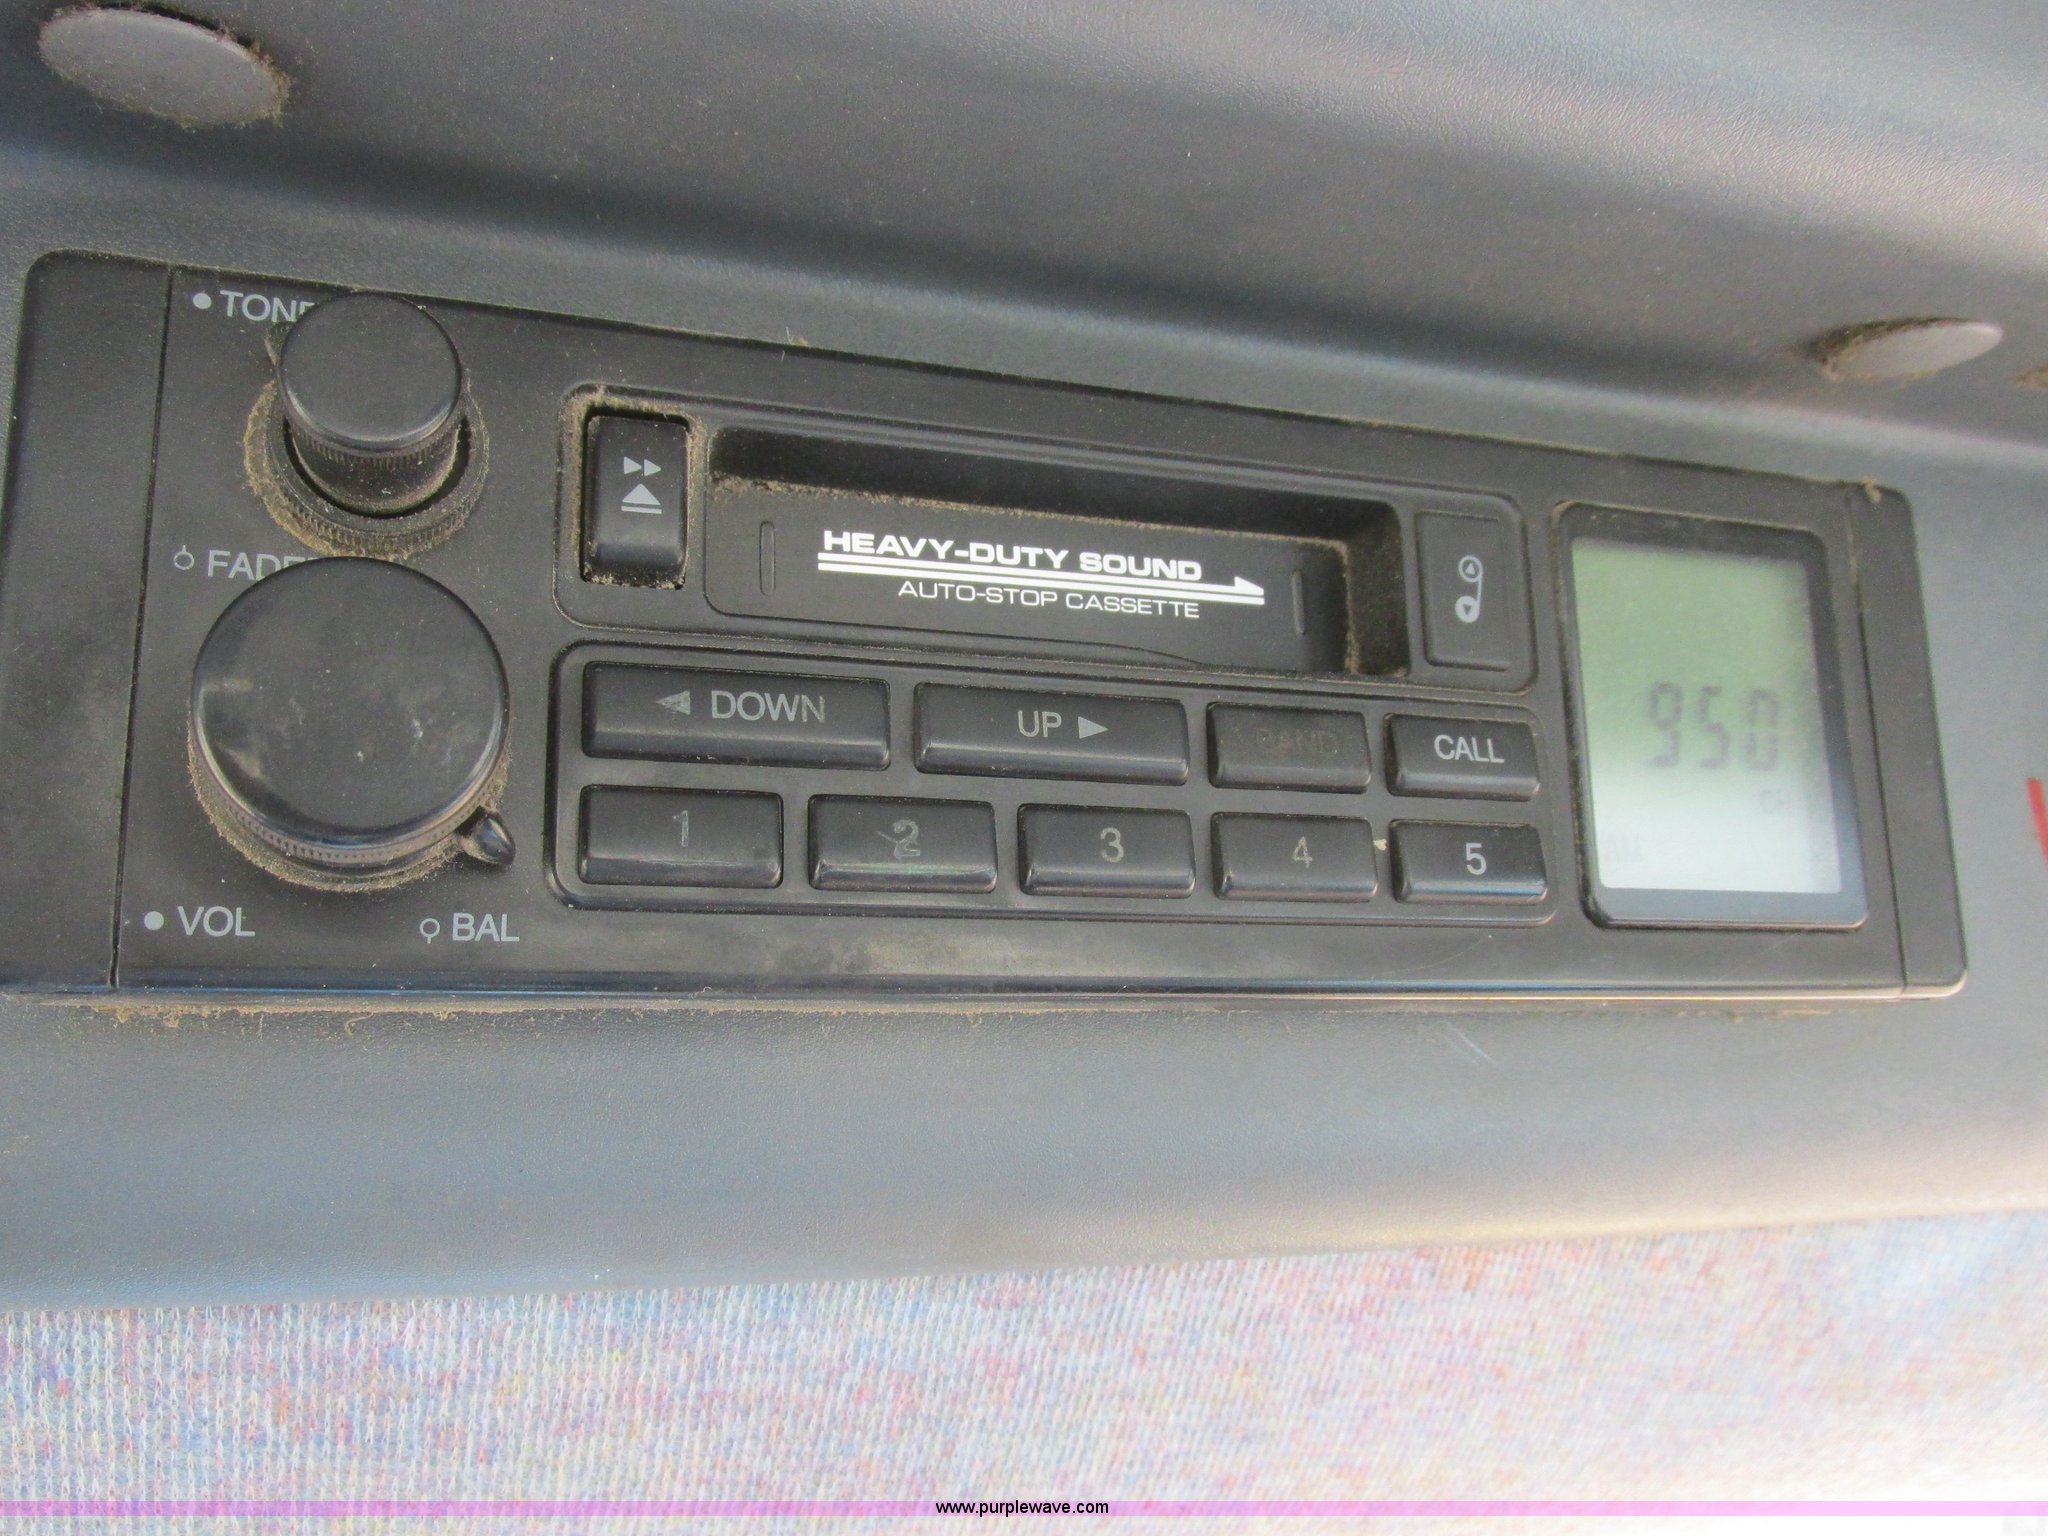 TONE
FADE
HEAVY-DUTY SOUND
AUTO-STOP CASSETTE
DOWN
UP
BAND
CALL
1
2
3
4
5
VOL
BAL
950
www.purplewave.com